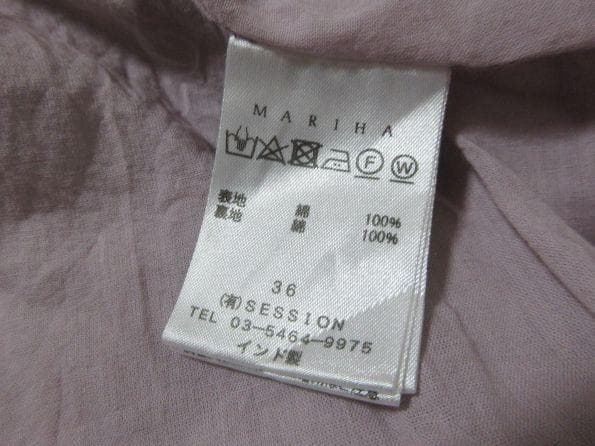 MARIHA
F W
表地 綿 100%
裏地 綿 100%
36
(有)SESSION
TEL 03-5464-9975
インド製